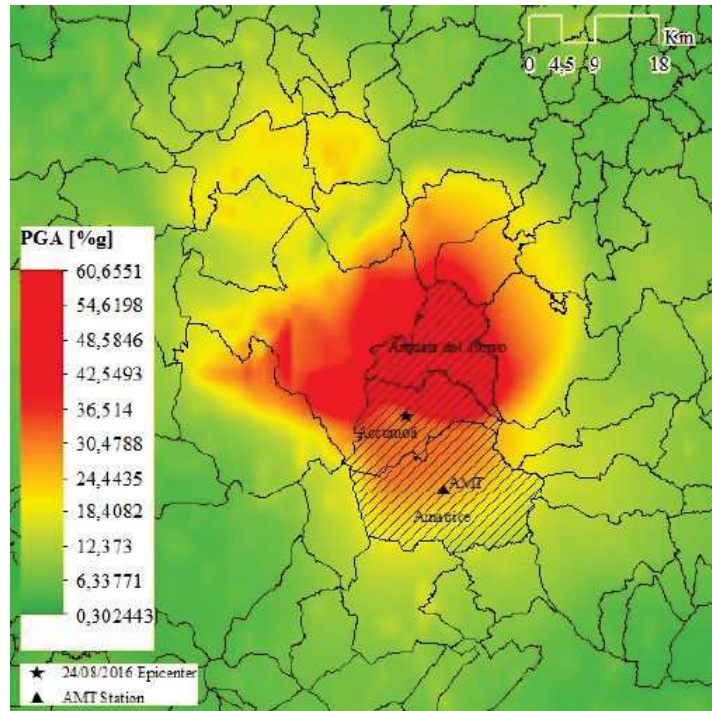 Km
0 4,5 9 18
PGA [%g]
60,6551
54,6198
48,5846
42,5493
36,514
30,4788
24,4435
18,4082
12,373
6,33771
0,302443
Arquata del Tronto
Accumoli
AMT
Amatrice
24/08/2016 Epicenter
AMT Station